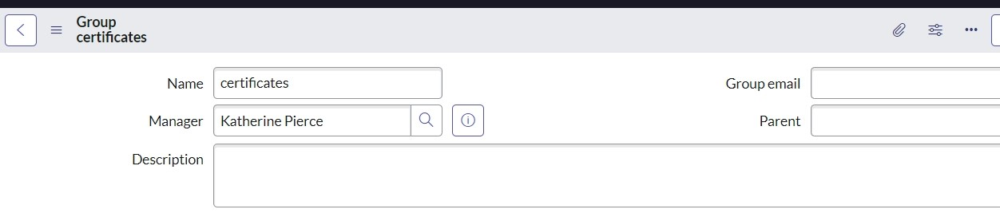 Group
certificates
Name certificates
Group email
Manager Katherine Pierce
Parent
Description